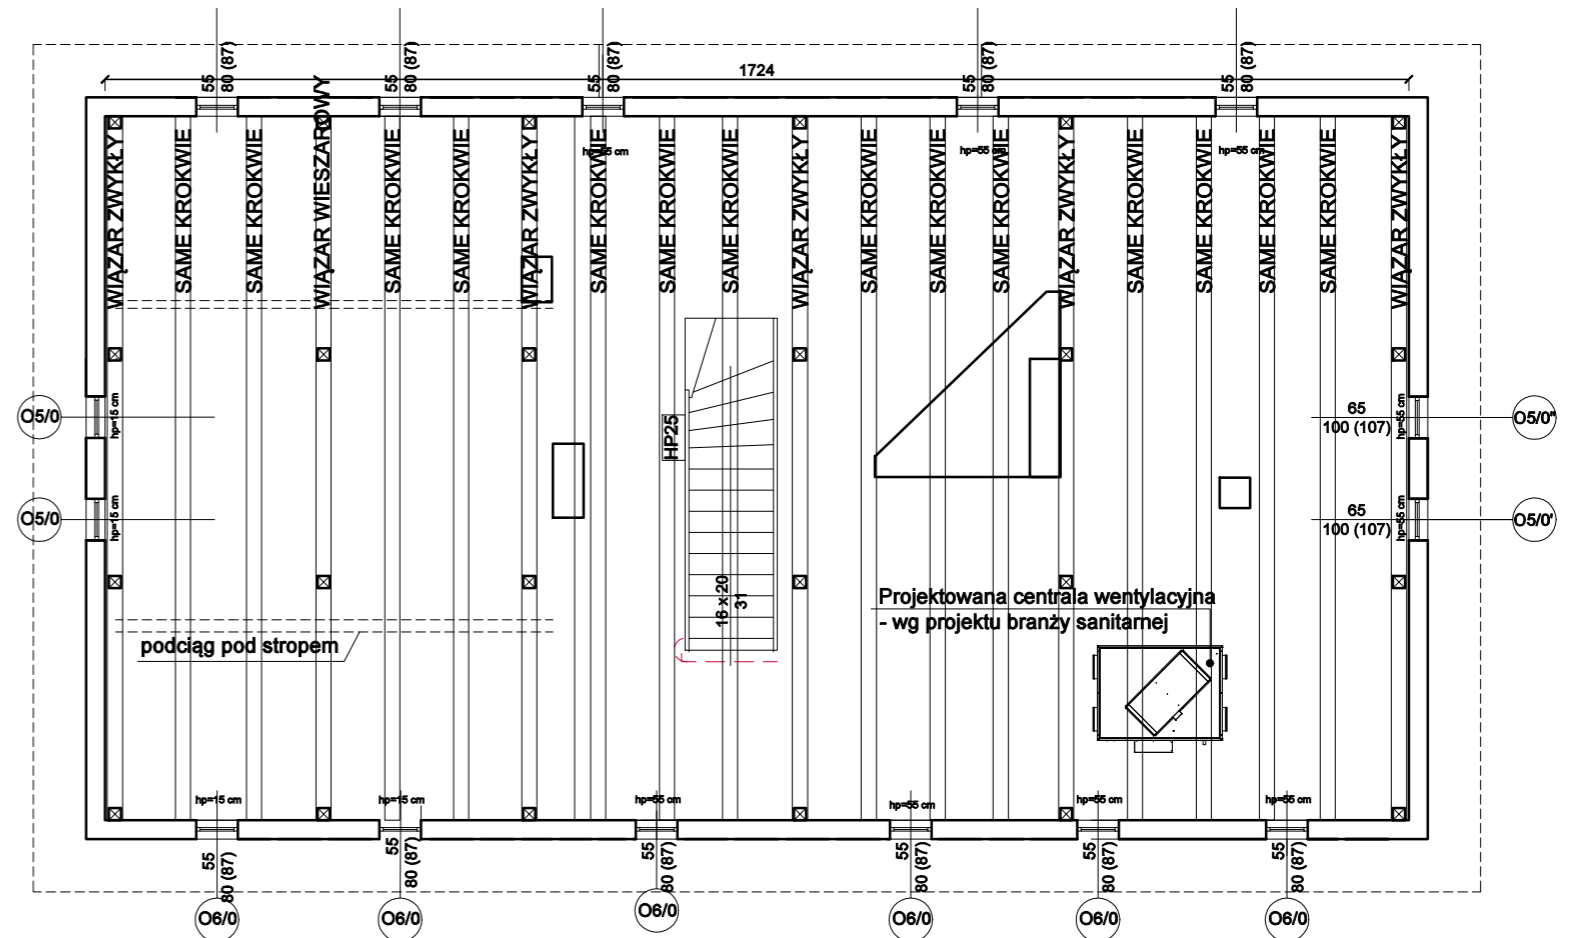 55
80 (87)
55
80 (87)
55
80 (87)
55
80 (87)
55
80 (87)
1724
WIĄZAR ZWYKŁY
SAME KROKWIE
SAME KROKWIE
WIĄZAR WIESZAROWY
SAME KROKWIE
SAME KROKWIE
WIĄZAR ZWYKŁY
SAME KROKWIE
SAME KROKWIE
SAME KROKWIE
WIĄZAR ZWYKŁY
SAME KROKWIE
SAME KROKWIE
SAME KROKWIE
WIĄZAR ZWYKŁY
SAME KROKWIE
SAME KROKWIE
SAME KROKWIE
SAME KROKWIE
WIĄZAR ZWYKŁY
hp=55 cm
hp=55 cm
hp=55 cm
O5/0
hp=15 cm
O5/0
hp=15 cm
HP25
16 x 20
31
65
100 (107)
hp=55 cm
O5/0"
65
100 (107)
hp=55 cm
O5/0'
Projektowana centrala wentylacyjna
- wg projektu branży sanitarnej
podciąg pod stropem
hp=15 cm
hp=15 cm
hp=55 cm
hp=55 cm
hp=55 cm
hp=55 cm
55
80 (87)
55
80 (87)
55
80 (87)
55
80 (87)
55
80 (87)
55
80 (87)
O6/0
O6/0
O6/0
O6/0
O6/0
O6/0